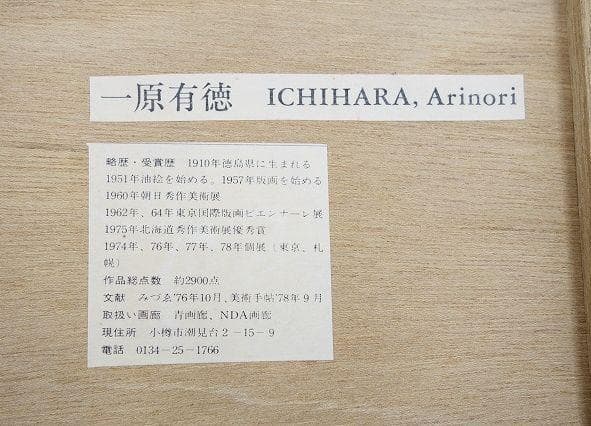 一原有徳 ICHIHARA, Arinori
略歴・受賞歴 1910年徳島県に生まれる
1951年油絵を始める。1957年版画を始める
1960年朝日秀作美術展
1962年、64年東京国際版画ビエンナーレ展
1975年北海道秀作美術展優秀賞
1974年、76年、77年、78年個展（東京、札
幌）
作品総点数 約2900点
文献 みづゑ'76年10月、美術手帖'78年9月
取扱い画廊 青画廊、NDA画廊
現住所 小樽市潮見台2－15－9
電話 0134－25－1766